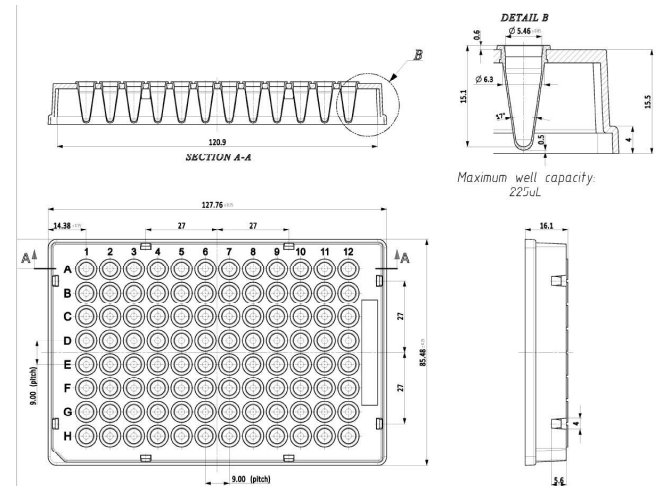 DETAIL B
Ø 5.46
0.6
B
Ø 6.3
15.1
15.5
17°
0.5
4
120.9
SECTION A-A
Maximum well capacity:
225uL
127.76
14.38
27
27
16.1
A
A
1 2 3 4 5 6 7 8 9 10 11 12
A
B
C
D
E
F
G
H
27
27
85.48
9.00 (pitch)
9.00 (pitch)
4
5.6